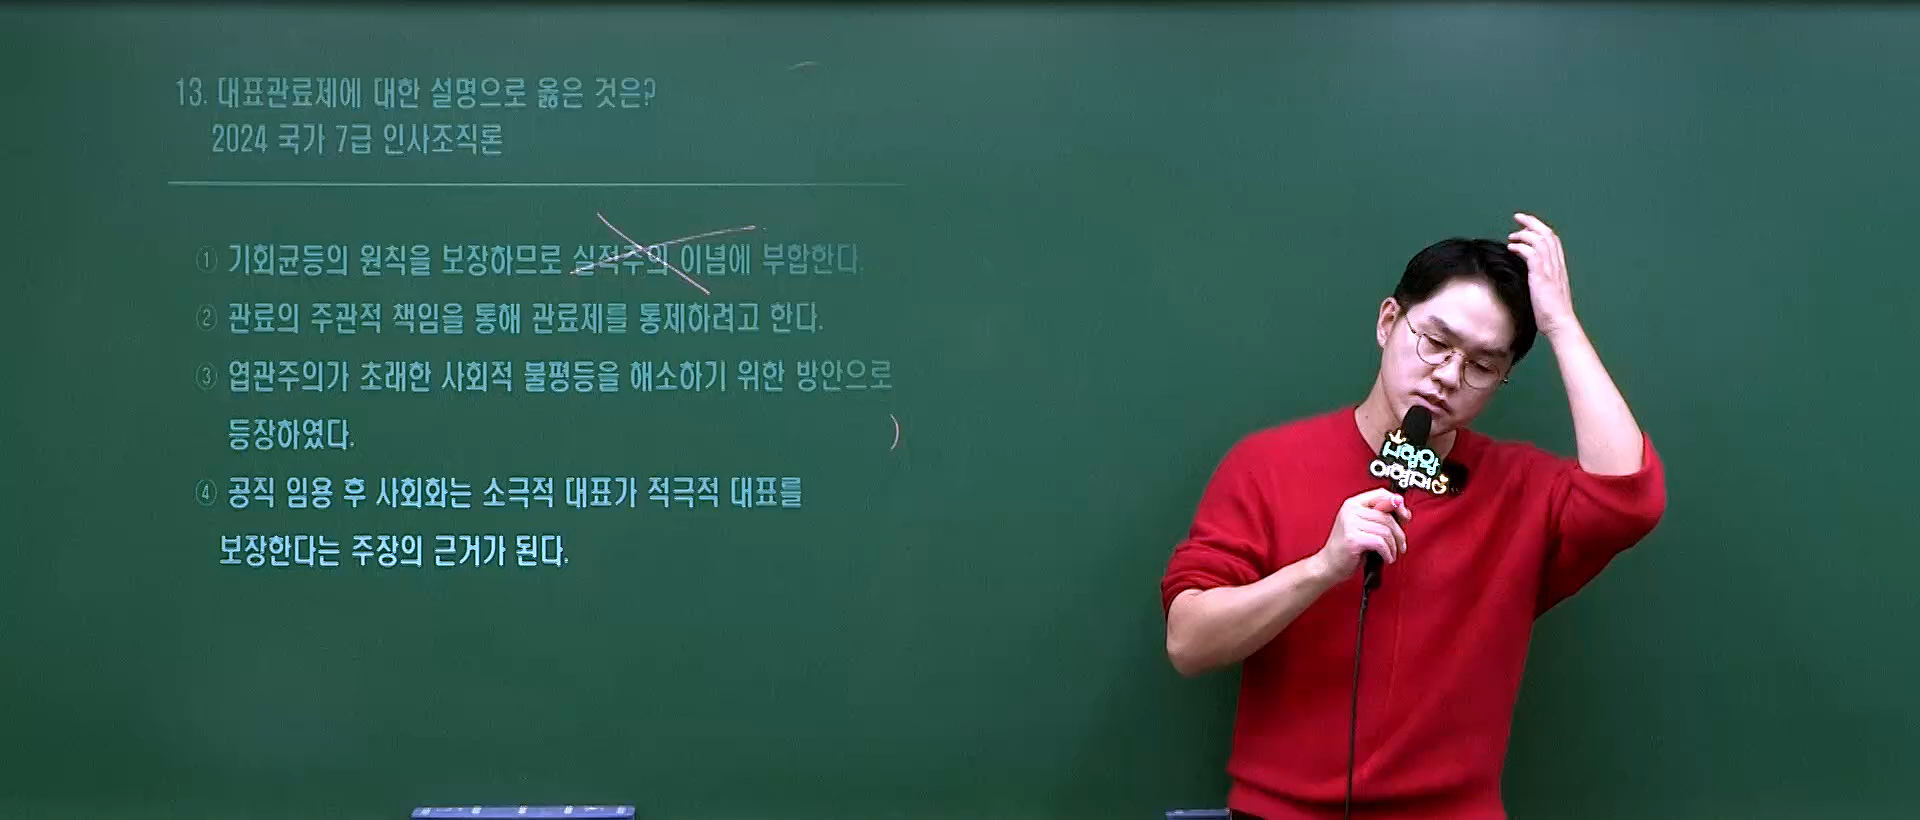 13. 대표관료제에 대한 설명으로 옳은 것은?
2024 국가 7급 인사조직론
① 기회균등의 원칙을 보장하므로 실적주의 이념에 부합한다.
② 관료의 주관적 책임을 통해 관료제를 통제하려고 한다.
③ 엽관주의가 초래한 사회적 불평등을 해소하기 위한 방안으로
등장하였다.
④ 공직 임용 후 사회화는 소극적 대표가 적극적 대표를
보장한다는 주장의 근거가 된다.
시험왕
이형재